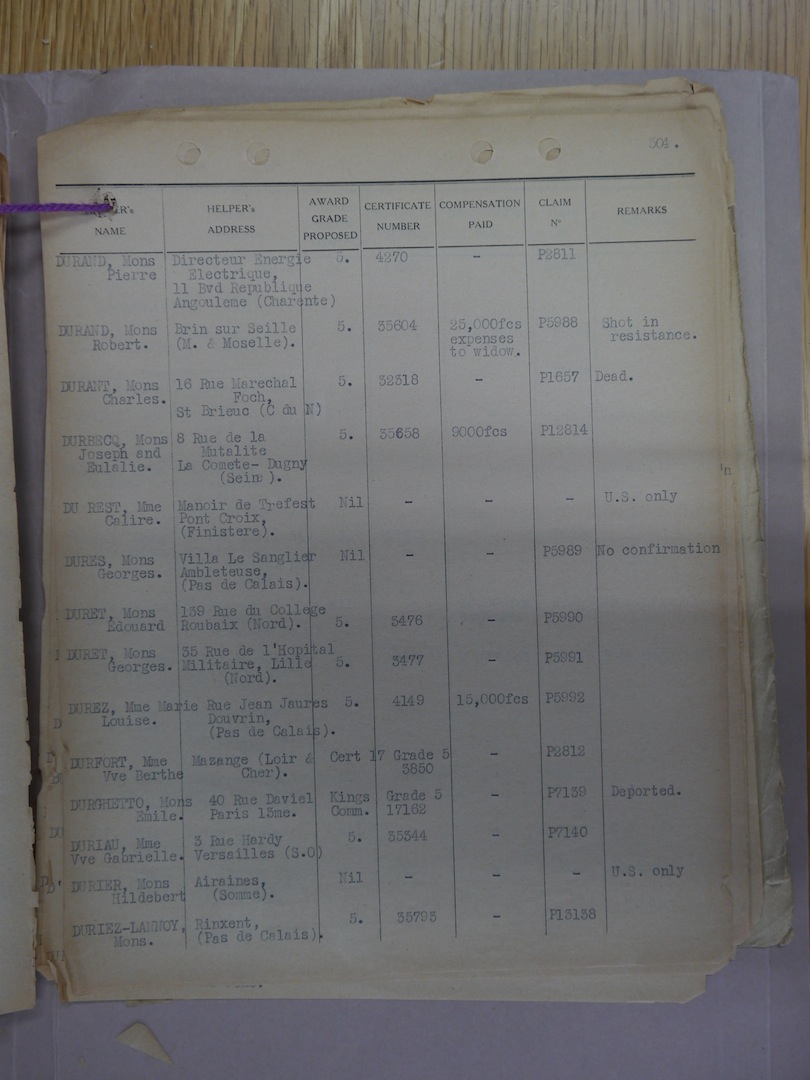 304.
HELPER's NAME HELPER's ADDRESS AWARD GRADE PROPOSED CERTIFICATE NUMBER COMPENSATION PAID CLAIM N° REMARKS
DURAND, Mons Directeur Energie 5. 4270 - P2811
Pierre Electrique,
11 Bvd Republique
Angouleme (Charente)
DURAND, Mons Brin sur Seille 5. 35604 25,000fcs P5988 Shot in
Robert. (M. & Moselle). expenses resistance.
to widow.
DURANT, Mons 16 Rue Marechal 5. 32318 - P1657 Dead.
Charles. Foch,
St Brieuc (C du N)
DURBECQ, Mons 8 Rue de la 5. 35658 9000fcs P12814
Joseph and Mutalite
Eulalie. La Comete- Dugny
(Sein ).
DU REST, Mme Manoir de Trefest Nil - - - U.S. only
Calire. Pont Croix,
(Finistere).
DURES, Mons Villa Le Sanglier Nil - - P5989 No confirmation
Georges. Ambleteuse,
(Pas de Calais).
DURET, Mons 139 Rue du College
Edouard Roubaix (Nord). 5. 3476 - P5990
DURET, Mons 35 Rue de l'Hopital
Georges. Militaire, Lille 5. 3477 - P5991
(Nord).
DUREZ, Mme Marie Rue Jean Jaures 5. 4149 15,000fcs P5992
Louise. Douvrin,
(Pas de Calais).
DURFORT, Mme Mazange (Loir & Cert 17 Grade 5 - P2812
Vve Berthe Cher). 3850
DURGHETTO, Mons 40 Rue Daviel Kings Grade 5 - P7139 Deported.
Emile. Paris 13me. Comm. 17162
DURIAU, Mme 3 Rue Hardy 5. 35344 - P7140
Vve Gabrielle. Versailles (S.O)
DURIER, Mons Airaines, Nil - - - U.S. only
Hildebert (Somme).
DURIEZ-LANNOY, Rinxent, 5. 35793 - P13138
Mons. (Pas de Calais).